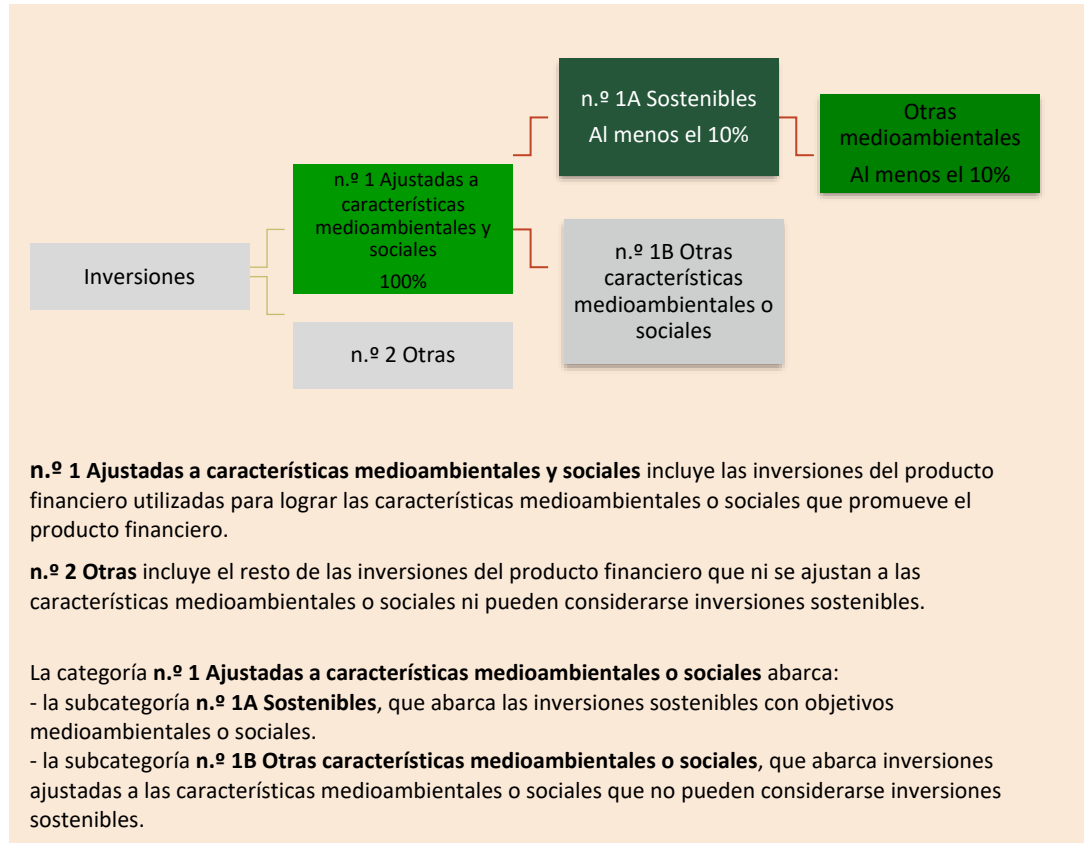 n.º 1A Sostenibles
Al menos el 10%
Otras
medioambientales
Al menos el 10%
n.º 1 Ajustadas a
características
medioambientales y
sociales
100%
n.º 1B Otras
características
medioambientales o
sociales
Inversiones
n.º 2 Otras
n.º 1 Ajustadas a características medioambientales y sociales incluye las inversiones del producto
financiero utilizadas para lograr las características medioambientales o sociales que promueve el
producto financiero.
n.º 2 Otras incluye el resto de las inversiones del producto financiero que ni se ajustan a las
características medioambientales o sociales ni pueden considerarse inversiones sostenibles.
La categoría n.º 1 Ajustadas a características medioambientales o sociales abarca:
- la subcategoría n.º 1A Sostenibles, que abarca las inversiones sostenibles con objetivos
medioambientales o sociales.
- la subcategoría n.º 1B Otras características medioambientales o sociales, que abarca inversiones
ajustadas a las características medioambientales o sociales que no pueden considerarse inversiones
sostenibles.